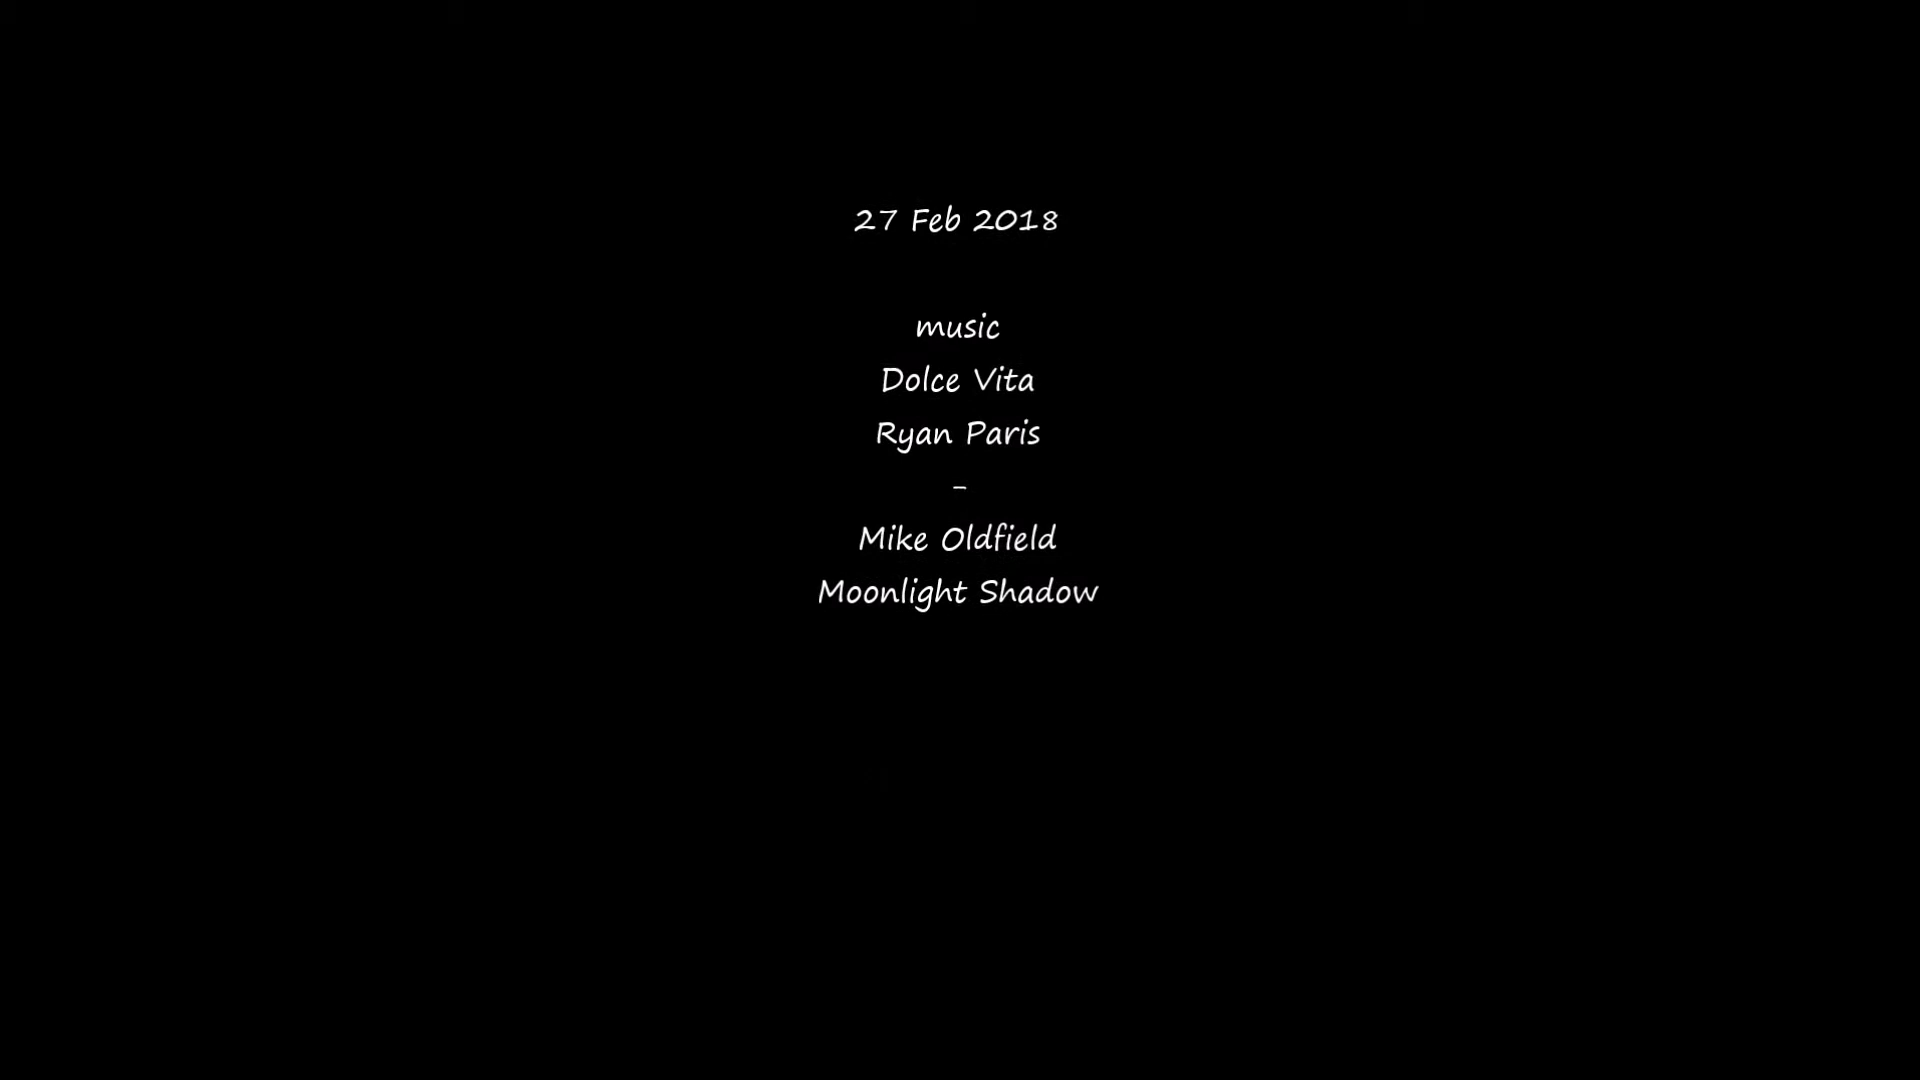 27 Feb 2018
music
Dolce Vita
Ryan Paris
-
Mike Oldfield
Moonlight Shadow